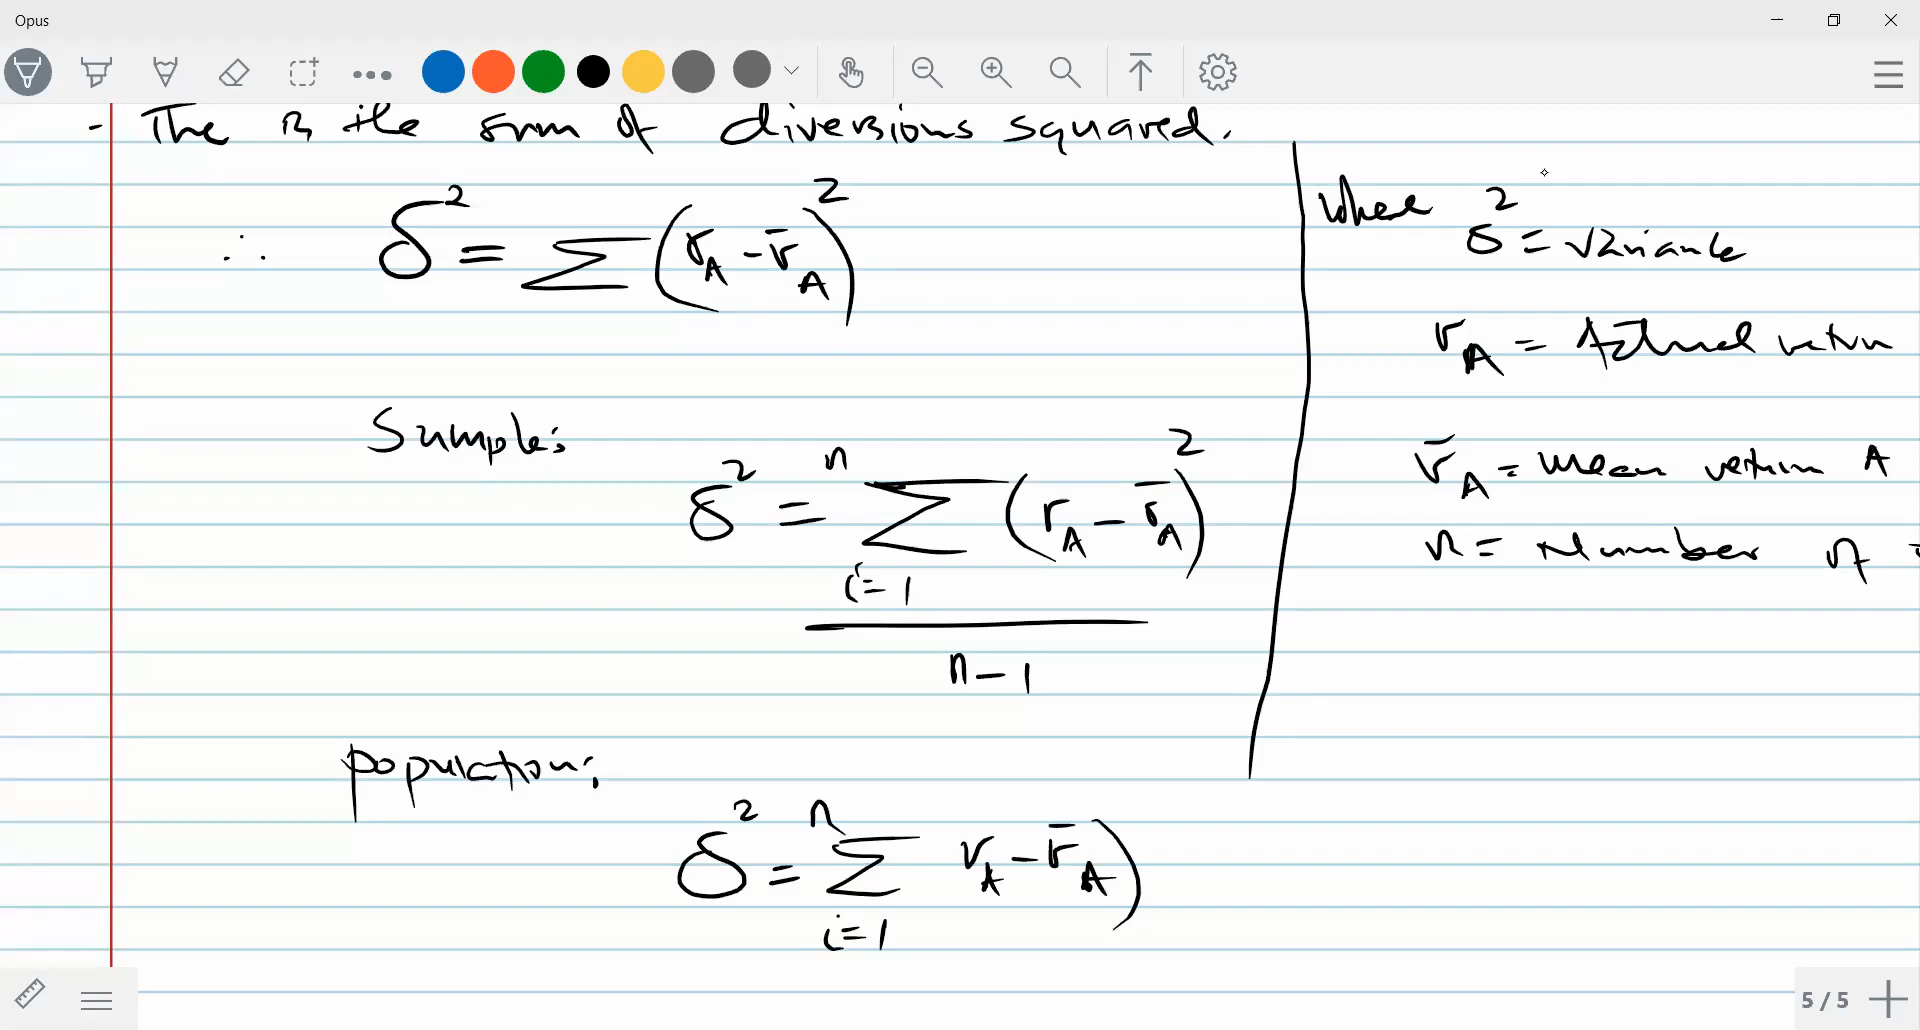 Opus
- The is the sum of diversions squared.
∴ δ² = Σ(r_A - r̄_A)²
Where δ² = variance
r_A = Actual return
Sample:
r̄_A = mean return A
δ² = Σ_{i=1}^{n} (r_A - r̄_A)² / n - 1
n = Number of
population:
δ² = Σ_{i=1}^{n} r_A - r̄_A)
5 / 5